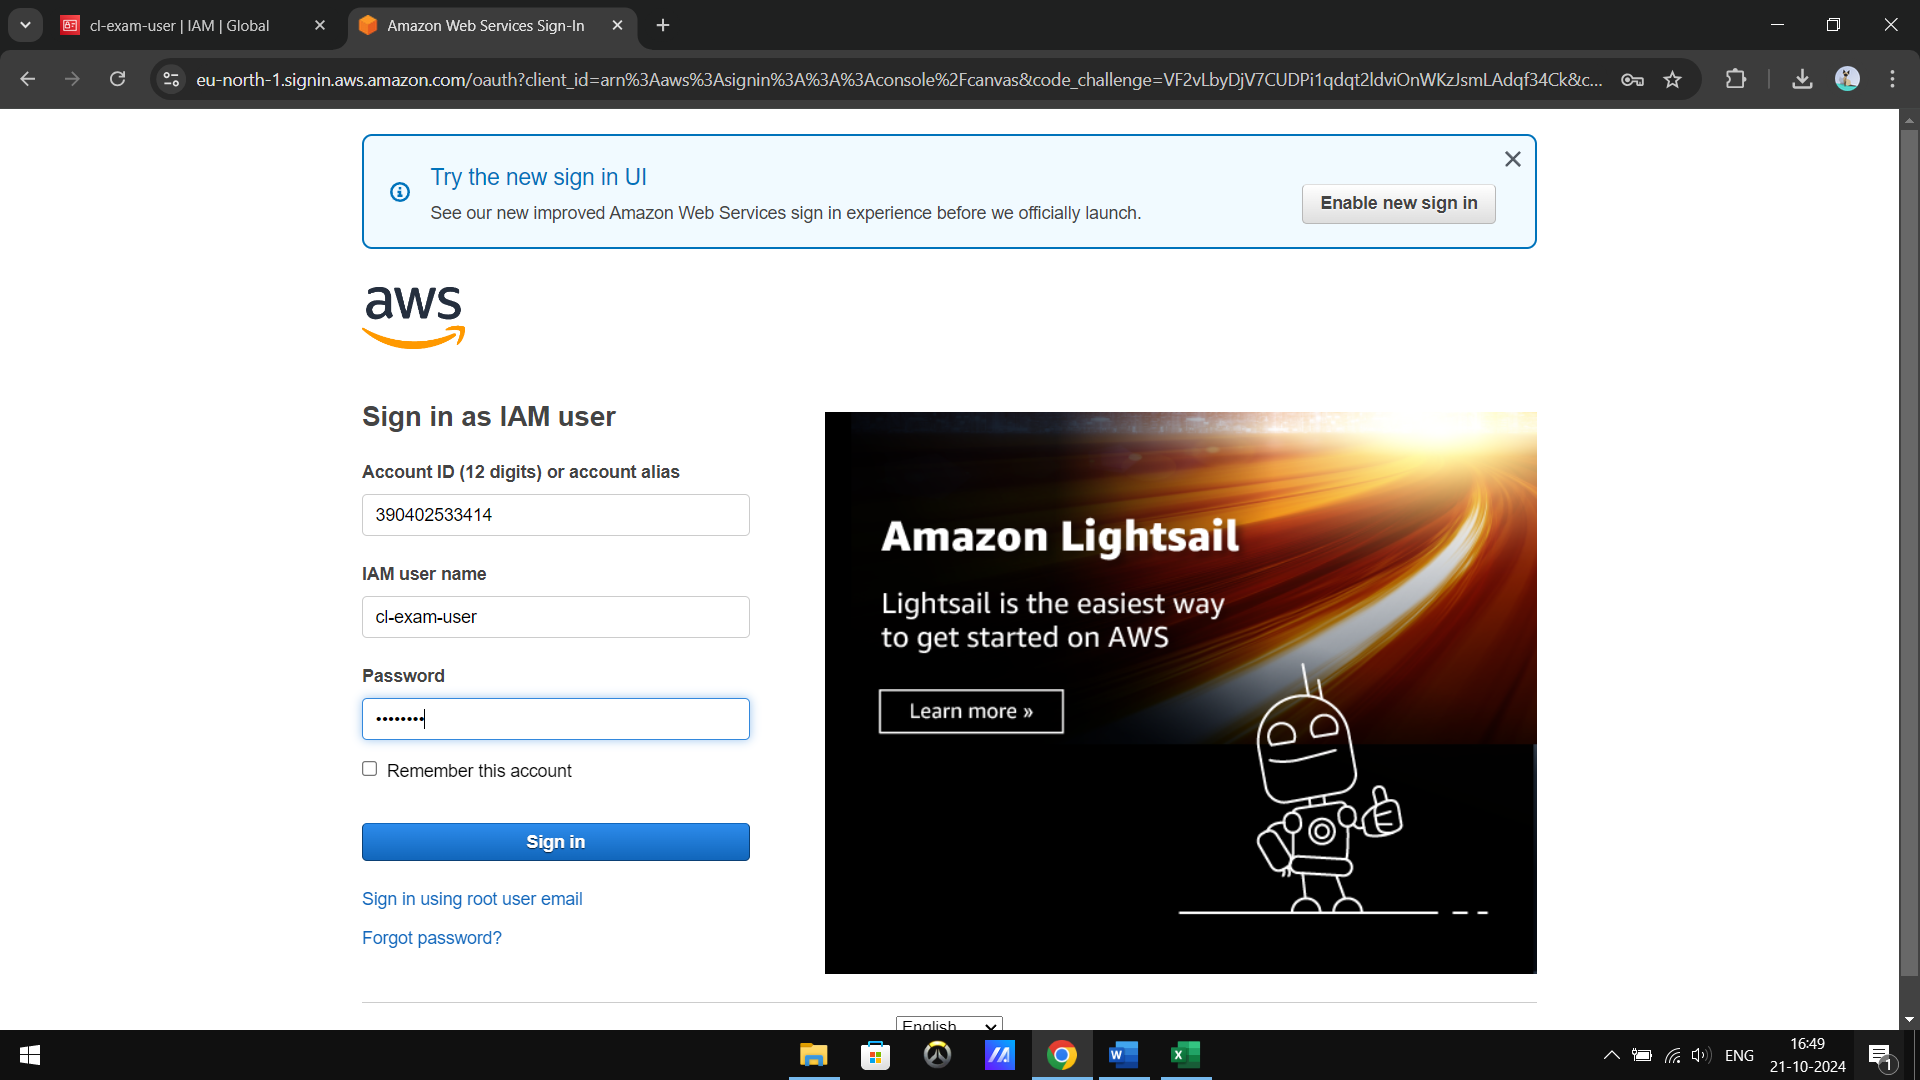 cl-exam-user | IAM | Global
Amazon Web Services Sign-In
eu-north-1.signin.aws.amazon.com/oauth?client_id=arn%3Aaws%3Asignin%3A%3A%3Aconsole%2Fcanvas&code_challenge=VF2vLbyDjV7CUDPi1qdqt2ldviOnWKzJsmLAdqf34Ck&c...
Try the new sign in UI
See our new improved Amazon Web Services sign in experience before we officially launch.
Enable new sign in
aws
Sign in as IAM user
Account ID (12 digits) or account alias
390402533414
IAM user name
cl-exam-user
Password
••••••••
Remember this account
Sign in
Sign in using root user email
Forgot password?
Amazon Lightsail
Lightsail is the easiest way
to get started on AWS
Learn more »
English
ENG
16:49
21-10-2024
1